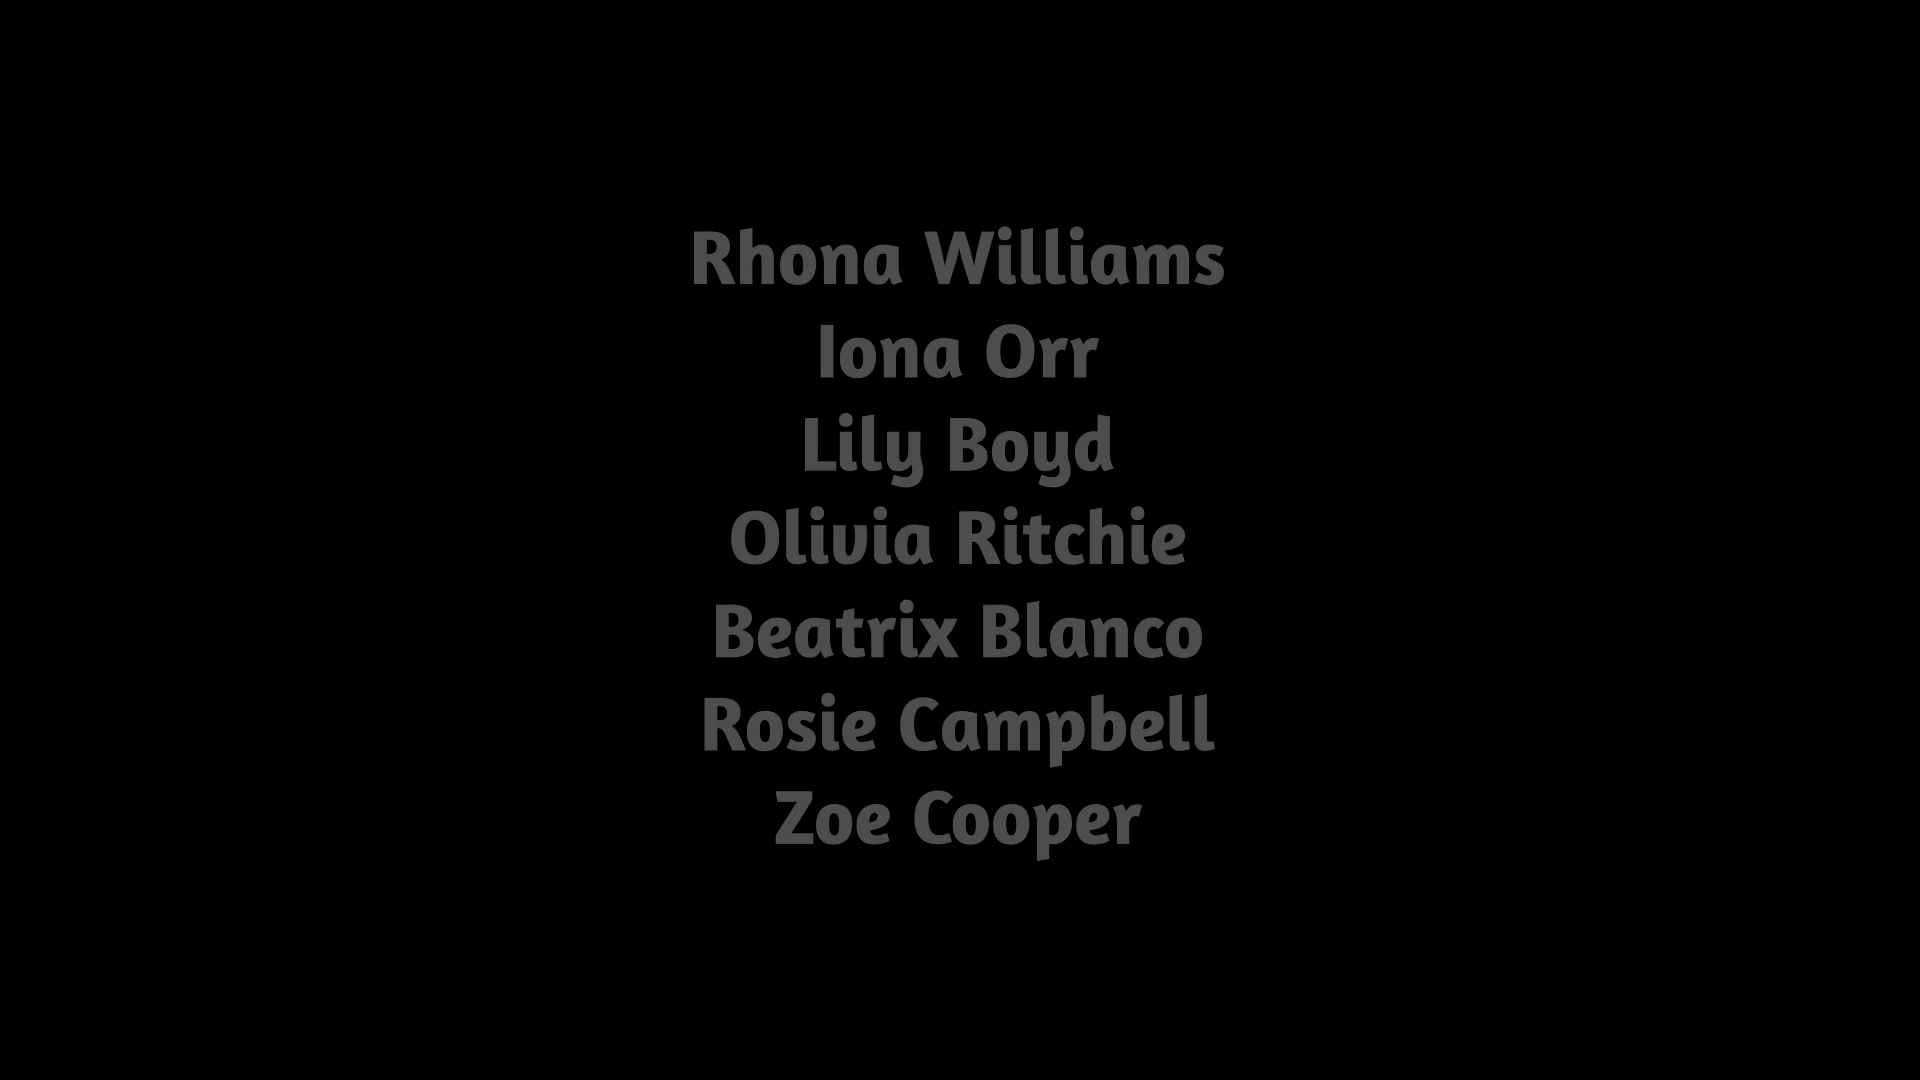 Rhona Williams
Iona Orr
Lily Boyd
Olivia Ritchie
Beatrix Blanco
Rosie Campbell
Zoe Cooper